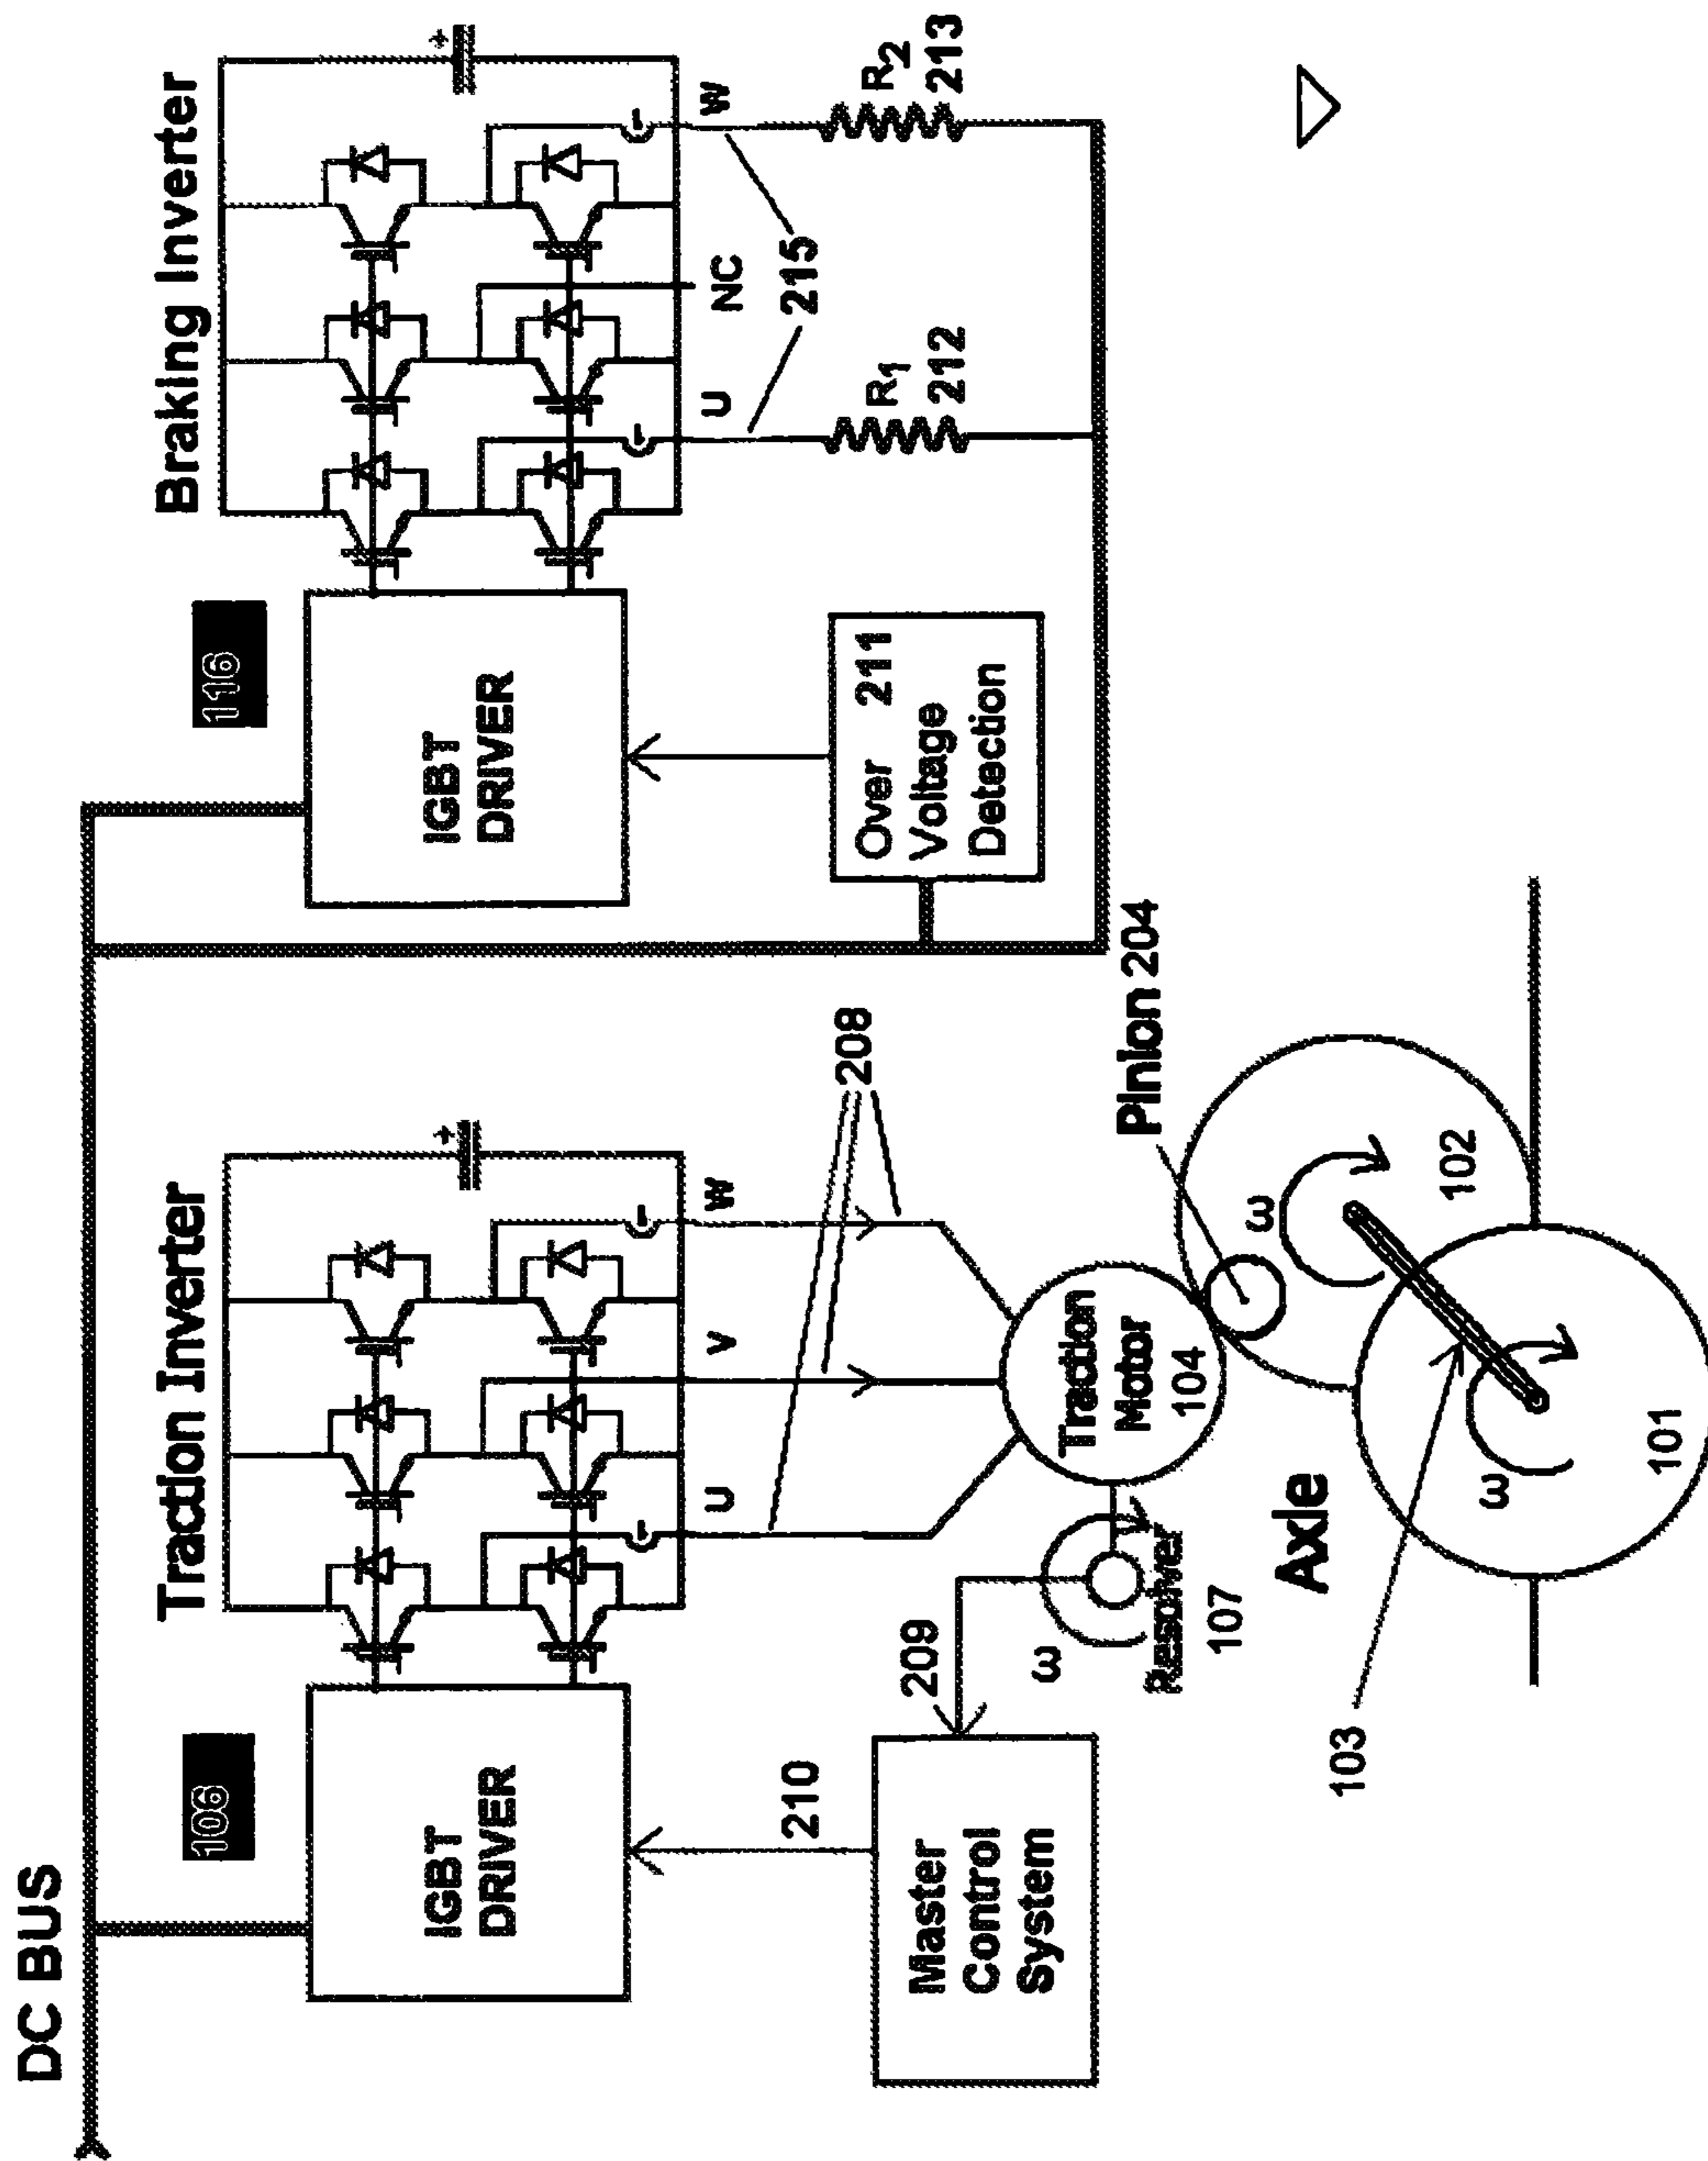 DC BUS
Traction Inverter
Braking Inverter
106
116
IGBT
DRIVER
IGBT
DRIVER
U
V
W
U
NC
W
208
215
210
209
Master
Control
System
Over 211
Voltage
Detection
R1
212
R2
213
ω
Resolver
107
Traction
Motor
104
Pinion 204
Axle
103
ω
102
ω
101